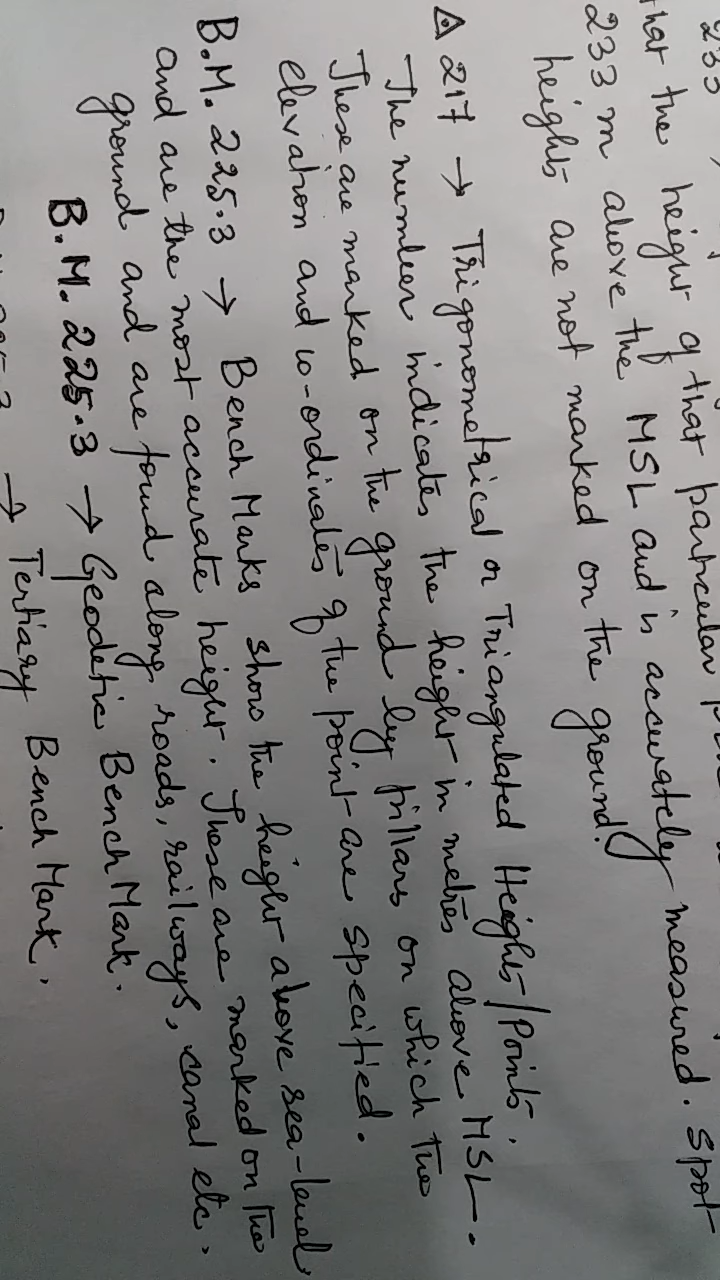 233
that the height of that particular
233 m above the MSL and is accurately measured. Spot
heights are not marked on the ground.
△ 217 → Trigonometrical or Triangulated Heights/Points.
The number indicates the height in metres above MSL.
These are marked on the ground by pillars on which the
elevation and co-ordinates of the point are specified.
B.M. 225.3 → Bench Marks show the height above sea-level
and are the most accurate height. These are marked on the
ground and are found along roads, railways, canal etc.
B.M. 225.3 → Geodetic Bench Mark.
→ Tertiary Bench Mark.